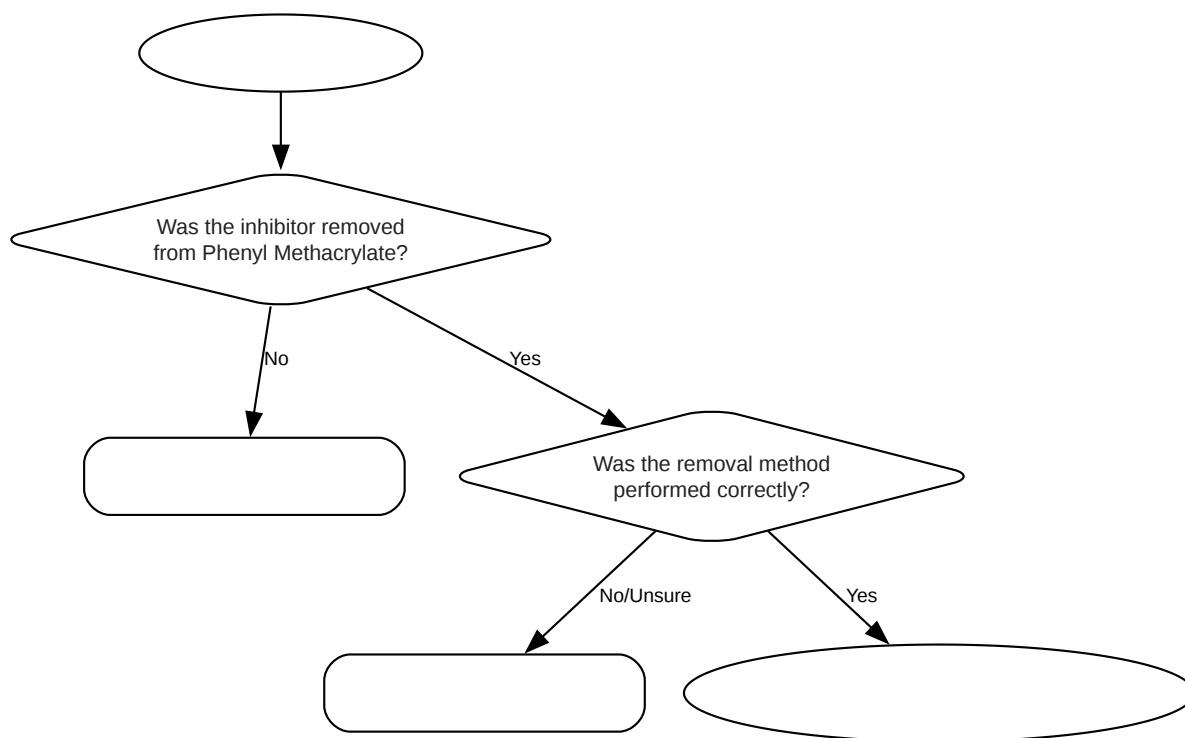 Was the inhibitor removed
from Phenyl Methacrylate?
No
Yes
Was the removal method
performed correctly?
No/Unsure
Yes